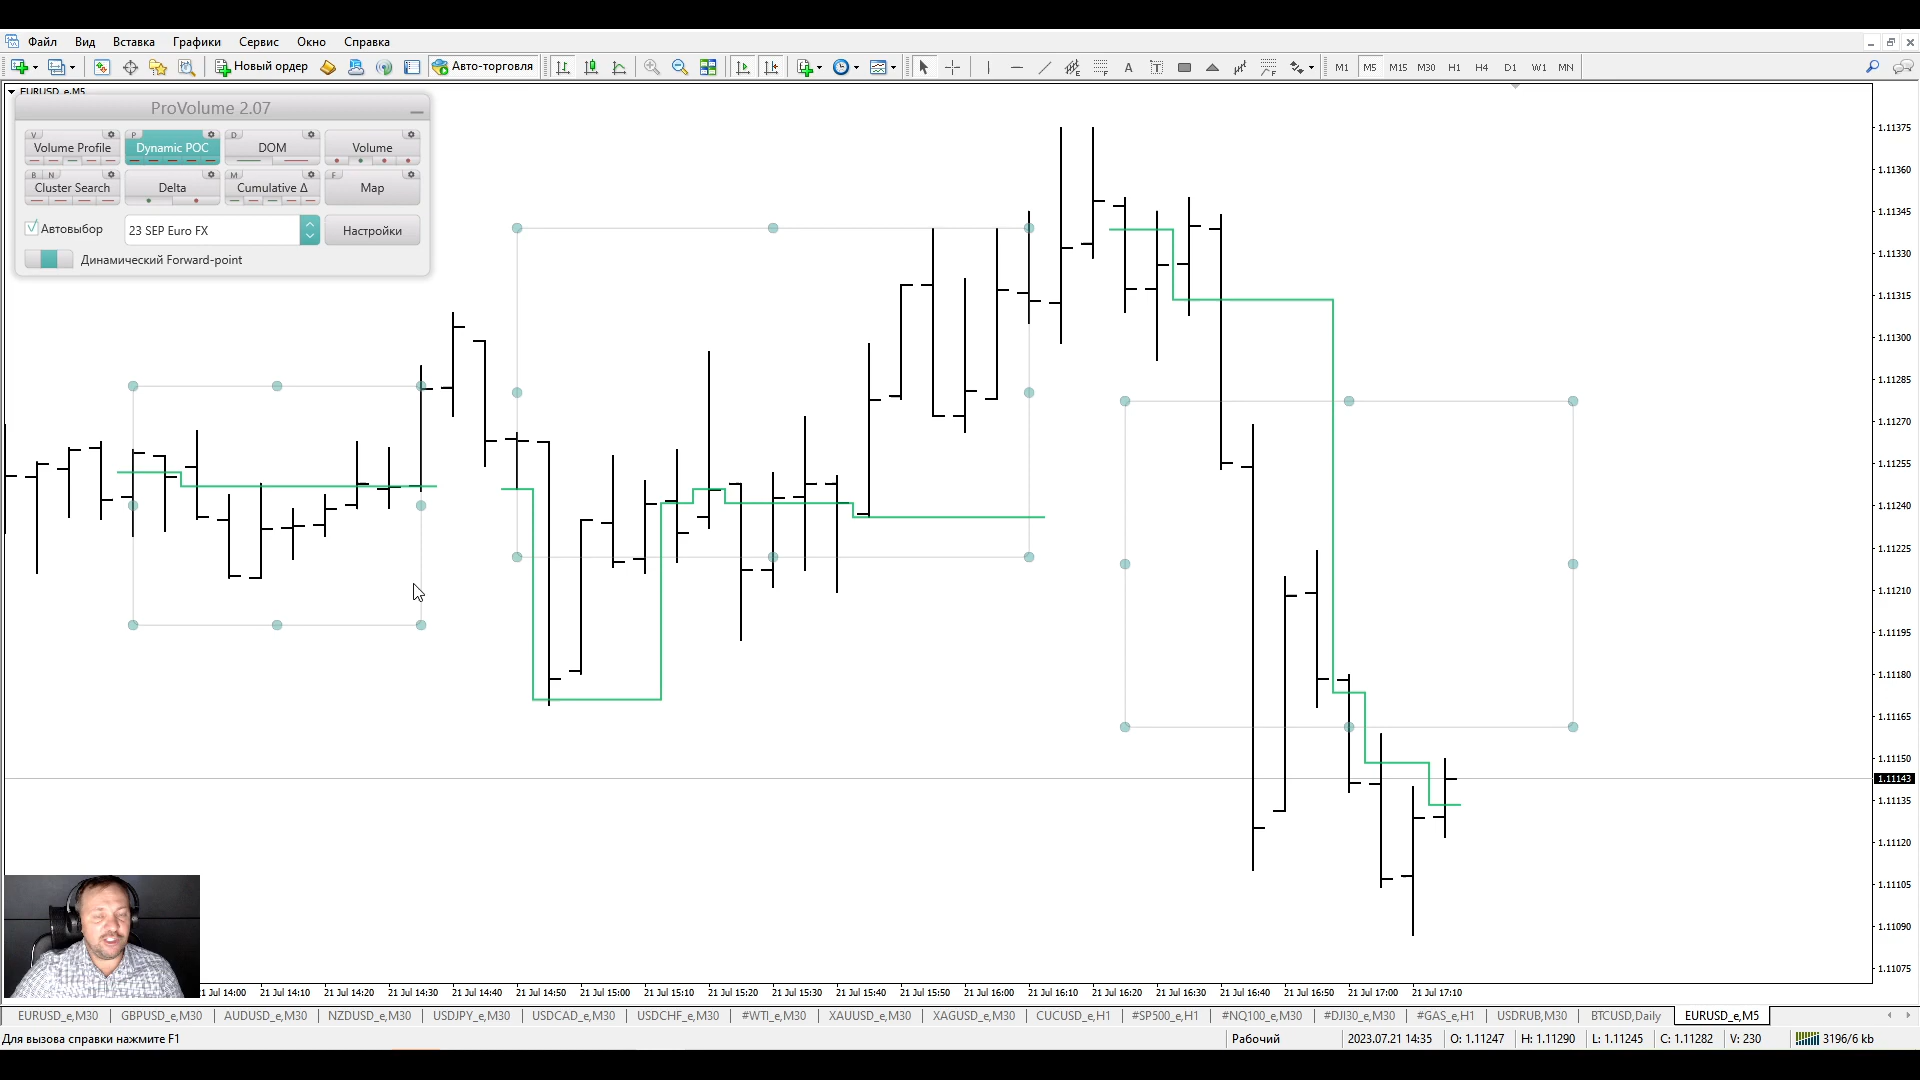 Файл Вид Вставка Графики Сервис Окно Справка
Новый ордер Авто-торговля A T M1 M5 M15 M30 H1 H4 D1 W1 MN
EURUSD_e,M5
ProVolume 2.07
V P D
Volume Profile Dynamic POC DOM Volume
B N M F
Cluster Search Delta Cumulative Δ Map
Автовыбор 23 SEP Euro FX Настройки
Динамический Forward-point
1.11375
1.11360
1.11345
1.11330
1.11315
1.11300
1.11285
1.11270
1.11255
1.11240
1.11225
1.11210
1.11195
1.11180
1.11165
1.11150
1.11143
1.11135
1.11120
1.11105
1.11090
1.11075
21 Jul 14:00 21 Jul 14:10 21 Jul 14:20 21 Jul 14:30 21 Jul 14:40 21 Jul 14:50 21 Jul 15:00 21 Jul 15:10 21 Jul 15:20 21 Jul 15:30 21 Jul 15:40 21 Jul 15:50 21 Jul 16:00 21 Jul 16:10 21 Jul 16:20 21 Jul 16:30 21 Jul 16:40 21 Jul 16:50 21 Jul 17:00 21 Jul 17:10
EURUSD_e,M30 GBPUSD_e,M30 AUDUSD_e,M30 NZDUSD_e,M30 USDJPY_e,M30 USDCAD_e,M30 USDCHF_e,M30 #WTI_e,M30 XAUUSD_e,M30 XAGUSD_e,M30 CUCUSD_e,H1 #SP500_e,H1 #NQ100_e,M30 #DJI30_e,M30 #GAS_e,H1 USDRUB,M30 BTCUSD,Daily EURUSD_e,M5
Для вызова справки нажмите F1 Рабочий 2023.07.21 14:35 O: 1.11247 H: 1.11290 L: 1.11245 C: 1.11282 V: 230 3196/6 kb